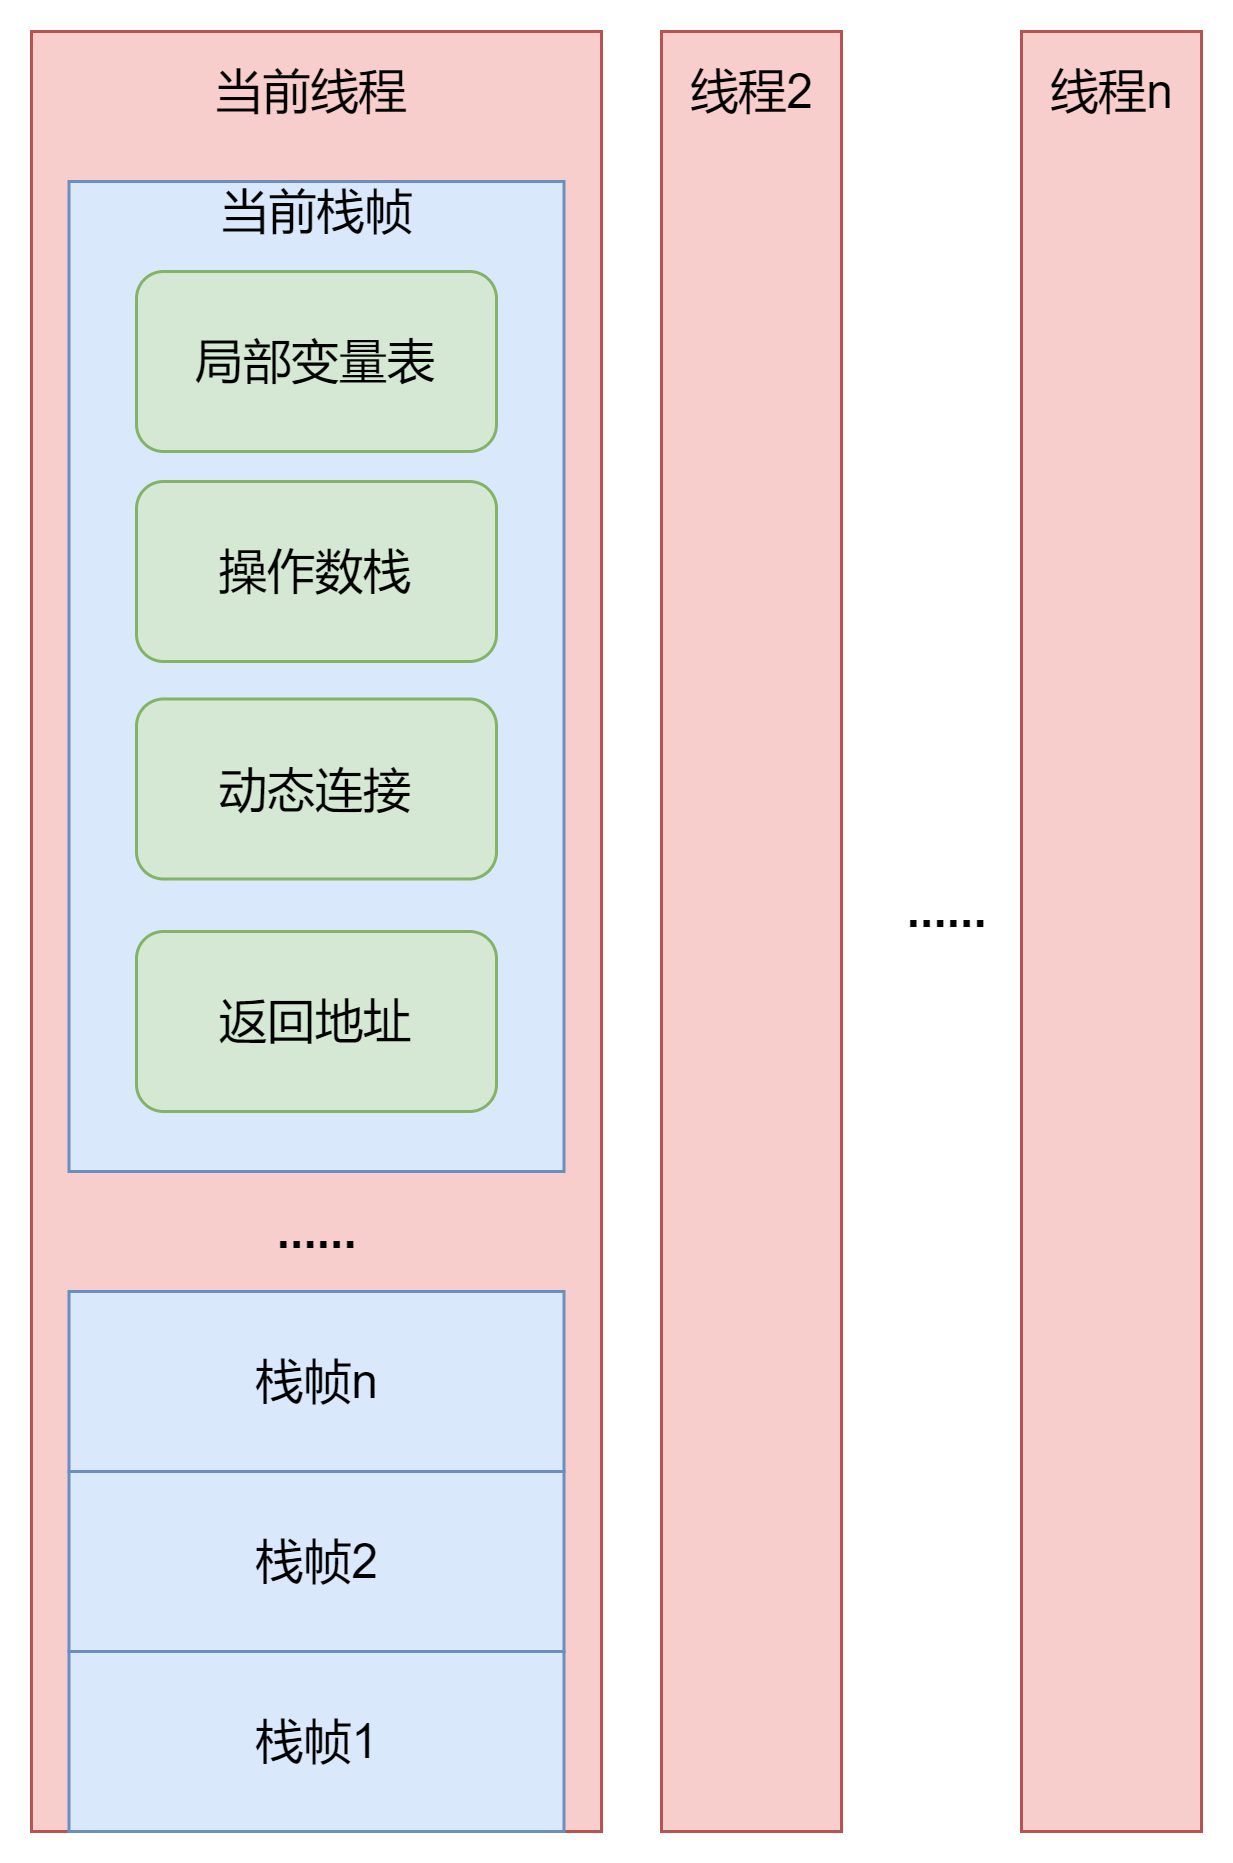 当前线程
当前栈帧
局部变量表
操作数栈
动态连接
返回地址
......
栈帧n
栈帧2
栈帧1
线程2
......
线程n